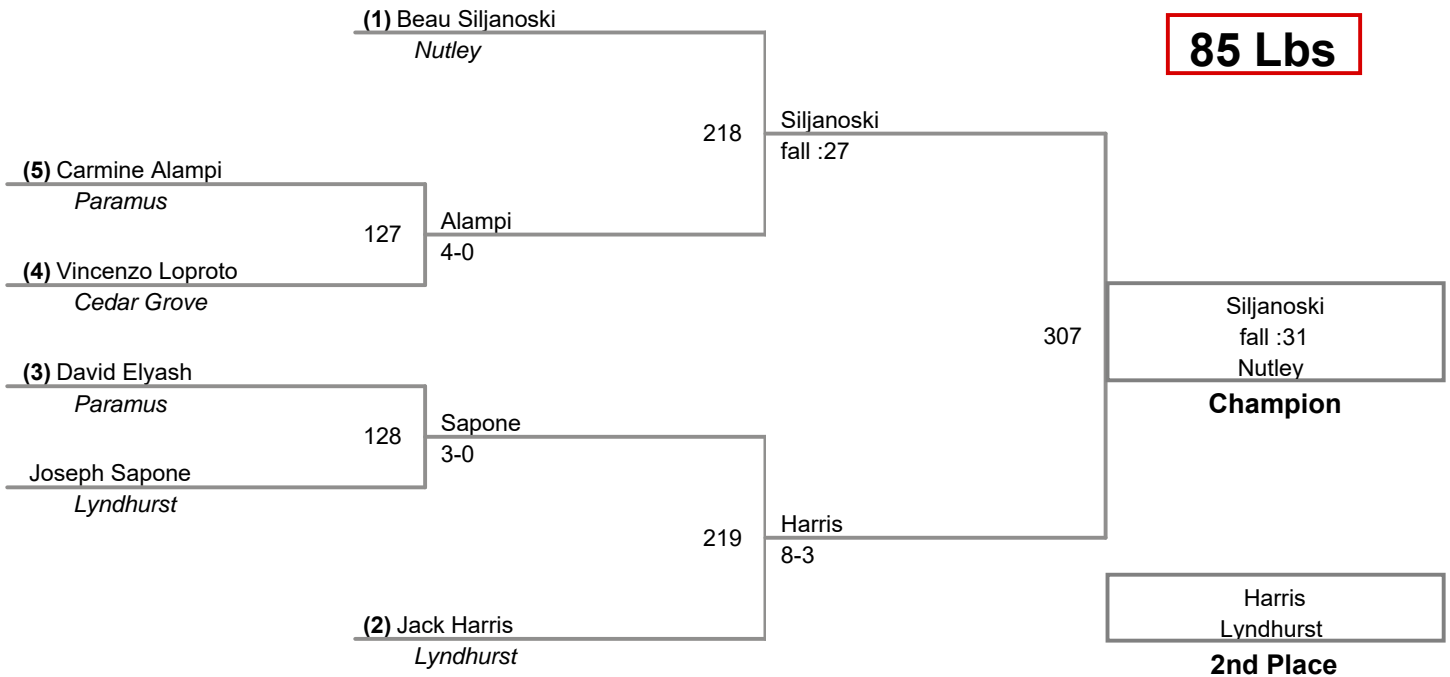 (1) Beau Siljanoski
Nutley
85 Lbs
218
Siljanoski
fall :27
(5) Carmine Alampi
Paramus
127
Alampi
4-0
(4) Vincenzo Loproto
Cedar Grove
307
Siljanoski
fall :31
Nutley
Champion
(3) David Elyash
Paramus
128
Sapone
3-0
Joseph Sapone
Lyndhurst
219
Harris
8-3
(2) Jack Harris
Lyndhurst
Harris
Lyndhurst
2nd Place